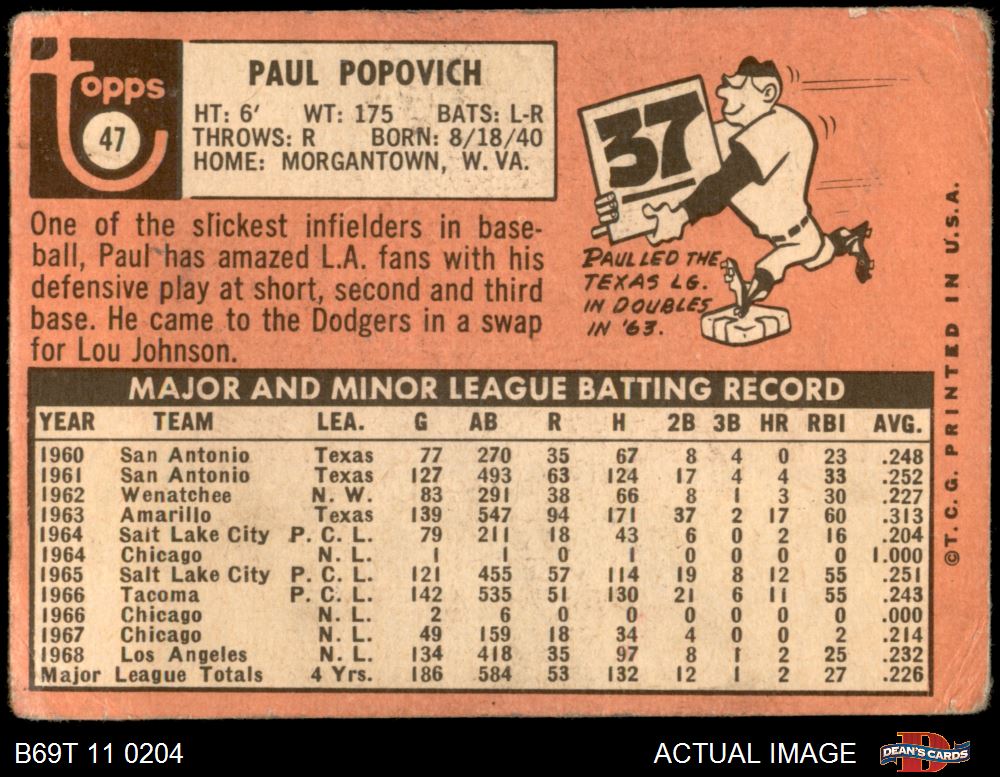 topps
47
PAUL POPOVICH
HT: 6' WT: 175 BATS: L-R
THROWS: R BORN: 8/18/40
HOME: MORGANTOWN, W. VA.
One of the slickest infielders in base-
ball, Paul has amazed L.A. fans with his
defensive play at short, second and third
base. He came to the Dodgers in a swap
for Lou Johnson.
37
PAUL LED THE
TEXAS LG.
IN DOUBLES
IN '63.
MAJOR AND MINOR LEAGUE BATTING RECORD
YEAR TEAM LEA. G AB R H 2B 3B HR RBI AVG.
1960 San Antonio Texas 77 270 35 67 8 4 0 23 .248
1961 San Antonio Texas 127 493 63 124 17 4 4 33 .252
1962 Wenatchee N. W. 83 291 38 66 8 1 3 30 .227
1963 Amarillo Texas 139 547 94 171 37 2 17 60 .313
1964 Salt Lake City P. C. L. 79 211 18 43 6 0 2 16 .204
1964 Chicago N. L. 1 1 0 1 0 0 0 0 1.000
1965 Salt Lake City P. C. L. 121 455 57 114 19 8 12 55 .251
1966 Tacoma P. C. L. 142 535 51 130 21 6 11 55 .243
1966 Chicago N. L. 2 6 0 0 0 0 0 0 .000
1967 Chicago N. L. 49 159 18 34 4 0 0 2 .214
1968 Los Angeles N. L. 134 418 35 97 8 1 2 25 .232
Major League Totals 4 Yrs. 186 584 53 132 12 1 2 27 .226
©T.C.G. PRINTED IN U.S.A.
B69T 11 0204
ACTUAL IMAGE
DEAN'S CARDS